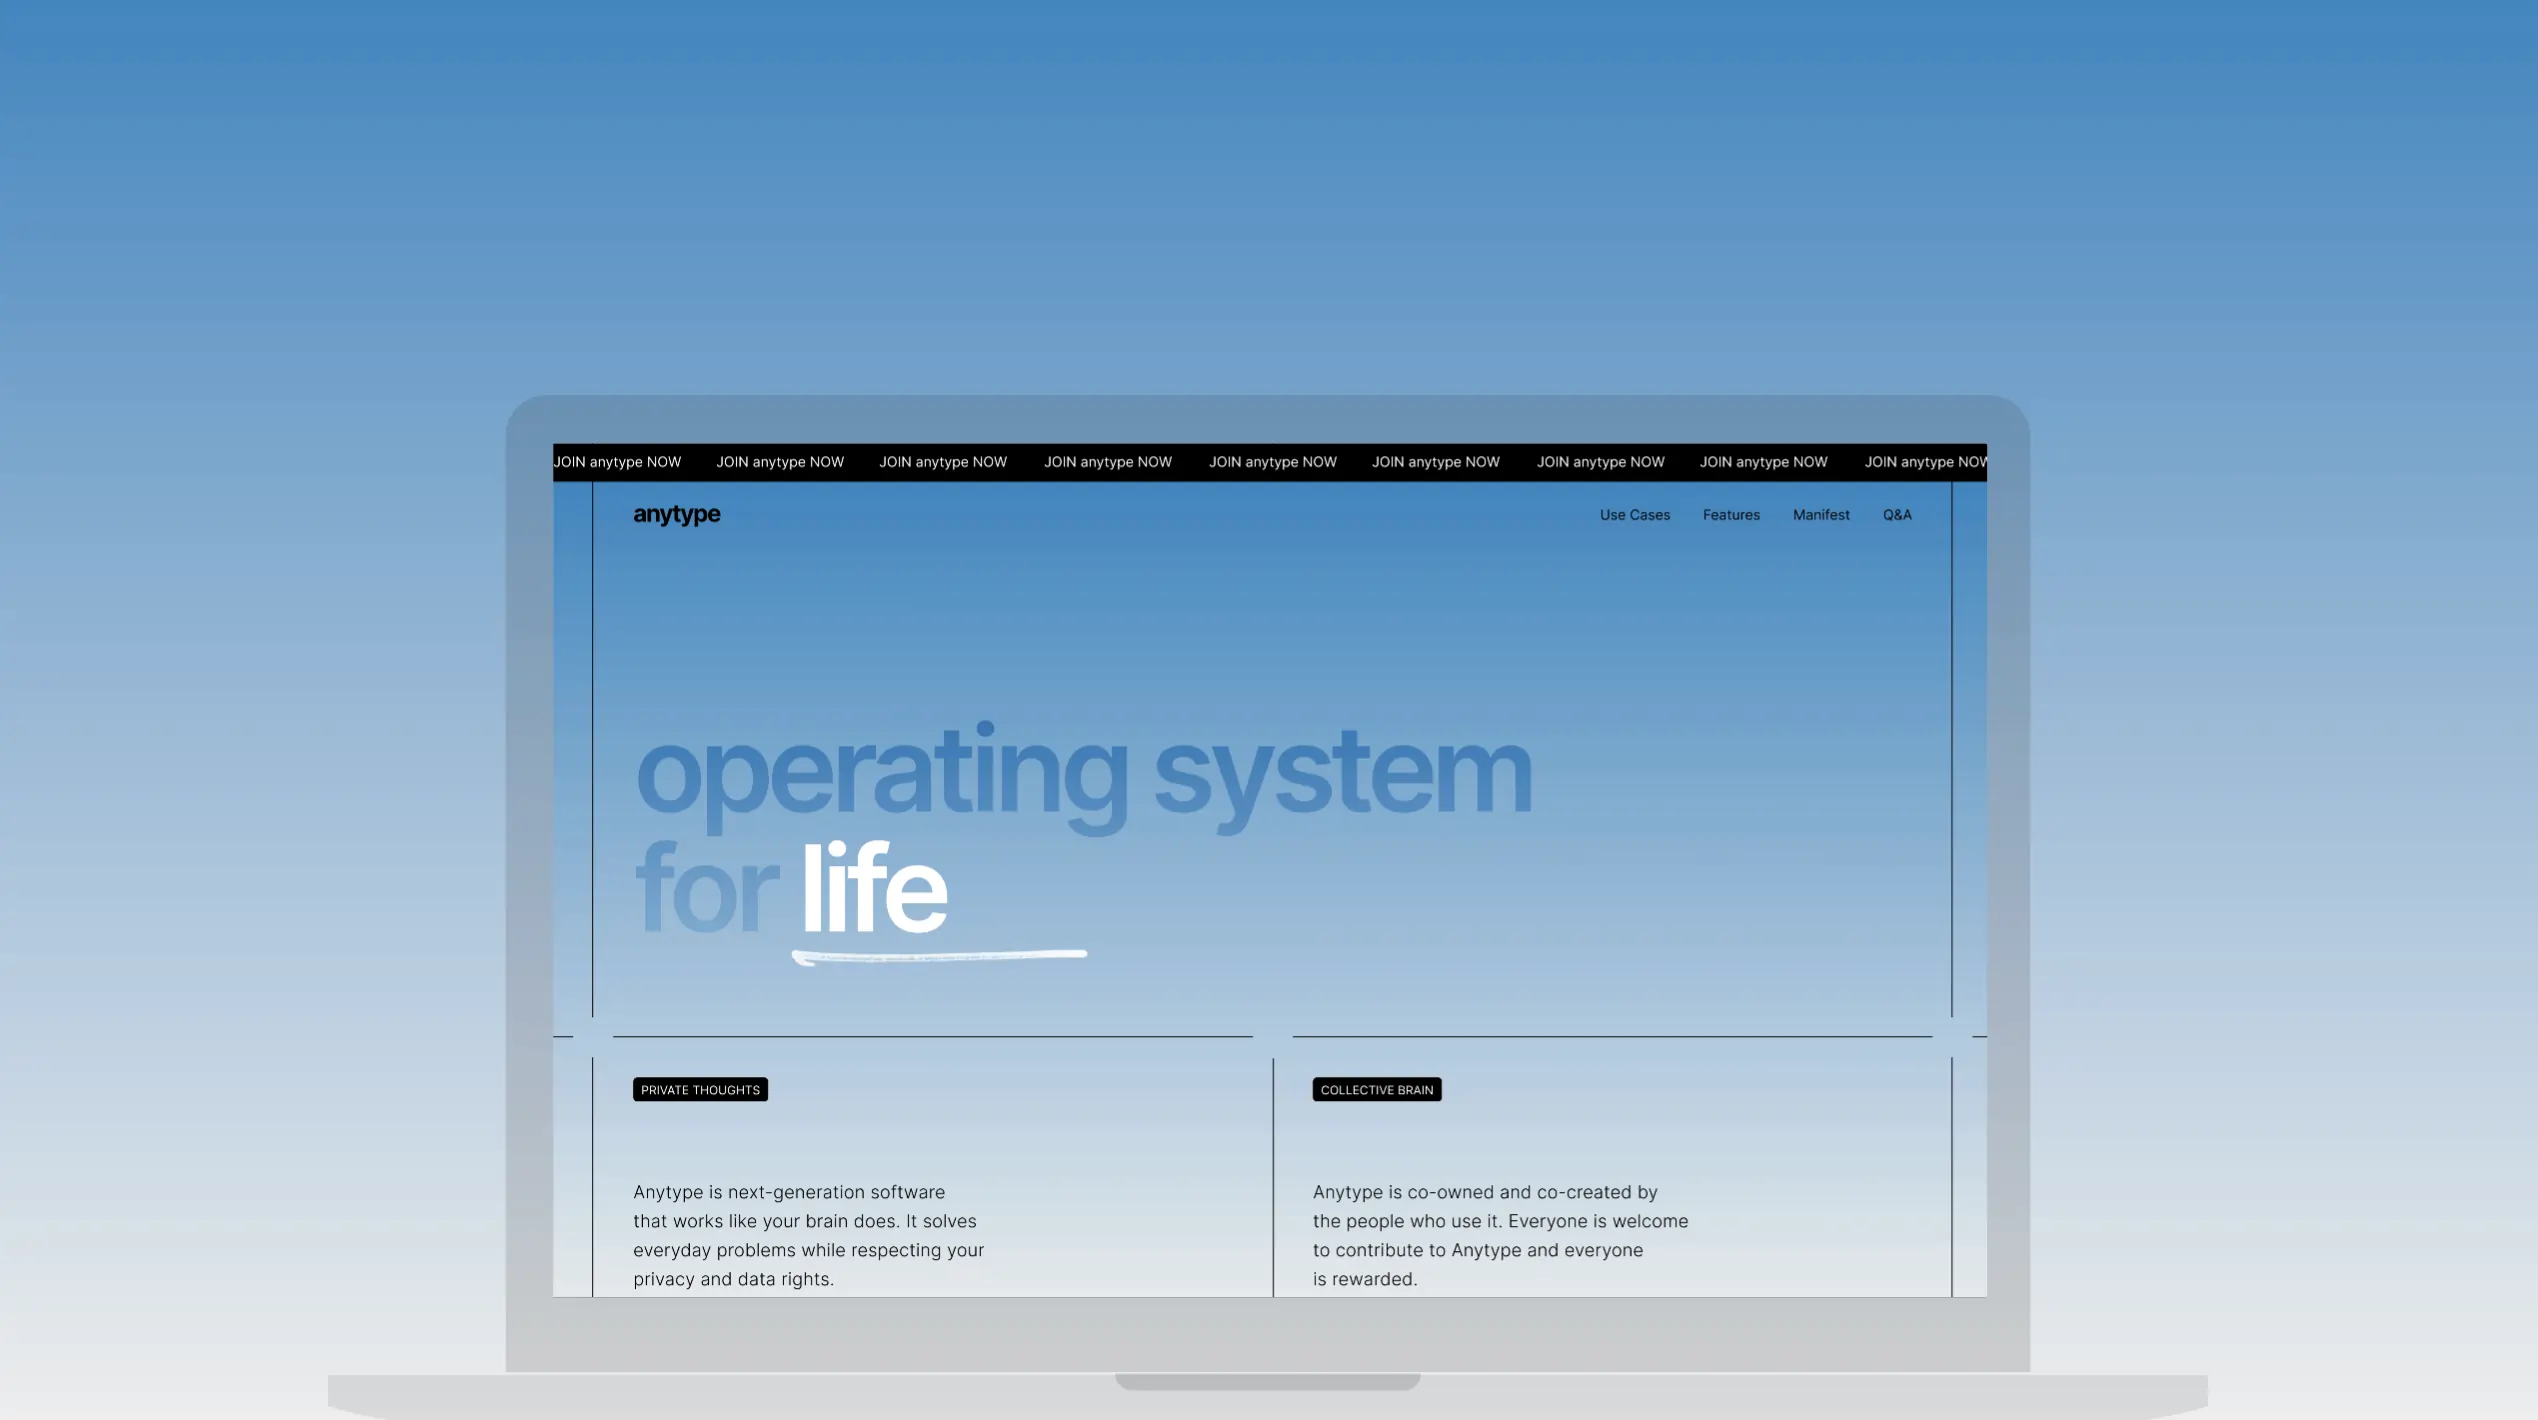 JOIN anytype NOW JOIN anytype NOW JOIN anytype NOW JOIN anytype NOW JOIN anytype NOW JOIN anytype NOW JOIN anytype NOW JOIN anytype NOW JOIN anytype NOW
anytype Use Cases Features Manifest Q&A
operating system
for life
PRIVATE THOUGHTS
Anytype is next-generation software
that works like your brain does. It solves
everyday problems while respecting your
privacy and data rights.
COLLECTIVE BRAIN
Anytype is co-owned and co-created by
the people who use it. Everyone is welcome
to contribute to Anytype and everyone
is rewarded.